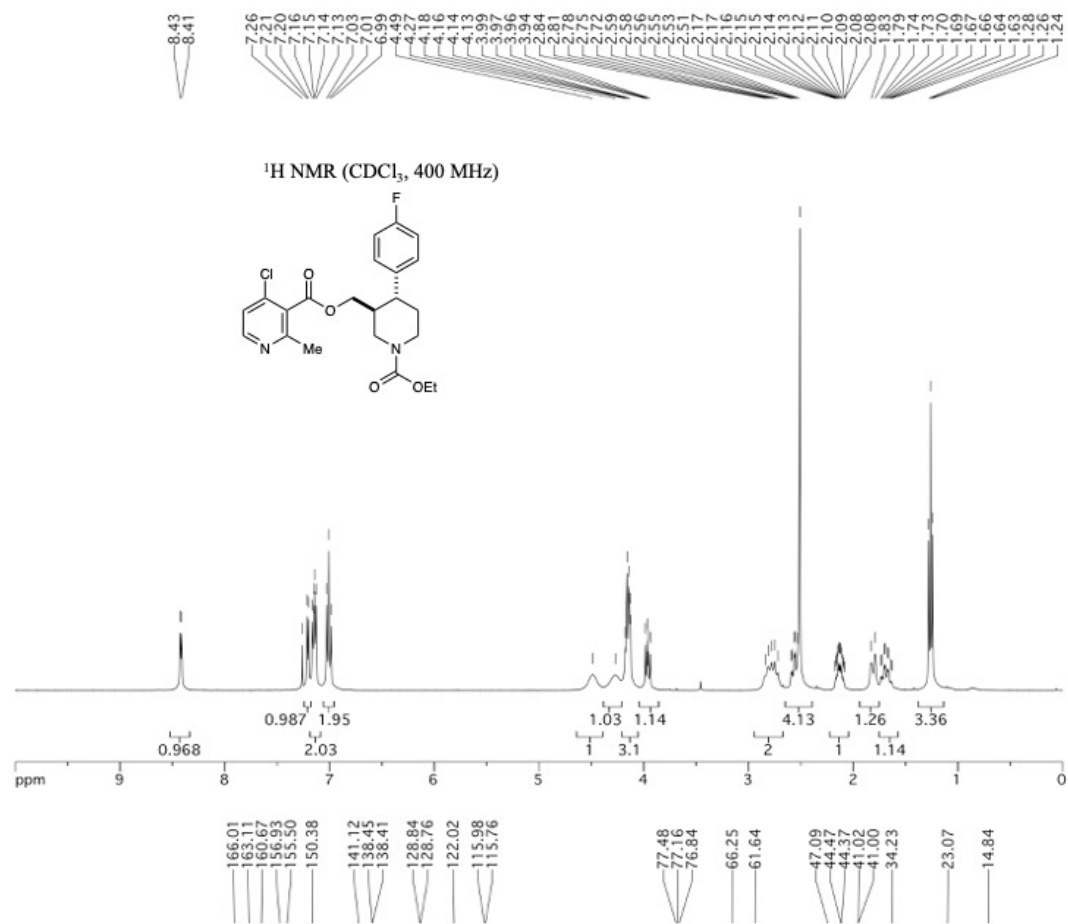 8.43 8.41 7.26 7.21 7.20 7.16 7.15 7.14 7.13 7.03 7.01 6.99 4.49 4.27 4.18 4.16 4.14 4.13 3.99 3.97 3.96 3.94 2.84 2.81 2.78 2.75 2.72 2.59 2.58 2.56 2.56 2.55 2.53 2.51 2.17 2.17 2.16 2.15 2.15 2.14 2.13 2.12 2.11 2.10 2.09 2.08 2.08 1.83 1.79 1.74 1.73 1.70 1.69 1.67 1.66 1.64 1.63 1.28 1.26 1.24
¹H NMR (CDCl₃, 400 MHz)
F
Cl
O
O
N
Me
N
O
OEt
0.987 1.95 1.03 1.14 4.13 1.26 3.36
0.968 2.03 1 3.1 2 1 1.14
ppm 9 8 7 6 5 4 3 2 1 0
166.01 163.11 160.67 156.93 155.50 150.38 141.12 138.45 138.41 128.84 128.76 122.02 115.98 115.76 77.48 77.16 76.84 66.25 61.64 47.09 44.47 44.37 41.02 41.00 34.23 23.07 14.84